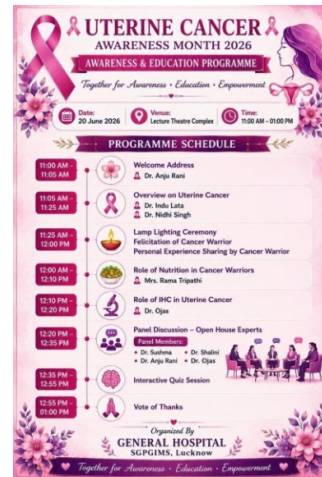 UTERINE CANCER
AWARENESS MONTH 2026
AWARENESS & EDUCATION PROGRAMME
Together for Awareness • Education • Empowerment
Date:
20 June 2026
Venue:
Lecture Theatre Complex
Time:
11:00 AM – 01:00 PM
PROGRAMME SCHEDULE
11:00 AM –
11:05 AM
Welcome Address
Dr. Anju Rani
11:05 AM –
11:25 AM
Overview on Uterine Cancer
Dr. Indu Lata
Dr. Nidhi Singh
11:25 AM –
12:00 PM
Lamp Lighting Ceremony
Felicitation of Cancer Warrior
Personal Experience Sharing by Cancer Warrior
12:00 AM –
12:10 PM
Role of Nutrition in Cancer Warriors
Mrs. Rama Tripathi
12:10 PM –
12:20 PM
Role of IHC in Uterine Cancer
Dr. Ojas
12:20 PM –
12:35 PM
Panel Discussion – Open House Experts
Panel Members:
• Dr. Sushma • Dr. Shalini
• Dr. Anju Rani • Dr. Ojas
12:35 PM –
12:55 PM
Interactive Quiz Session
12:55 PM –
01:00 PM
Vote of Thanks
Organized By
GENERAL HOSPITAL
SGPGIMS, Lucknow
Together for Awareness • Education • Empowerment